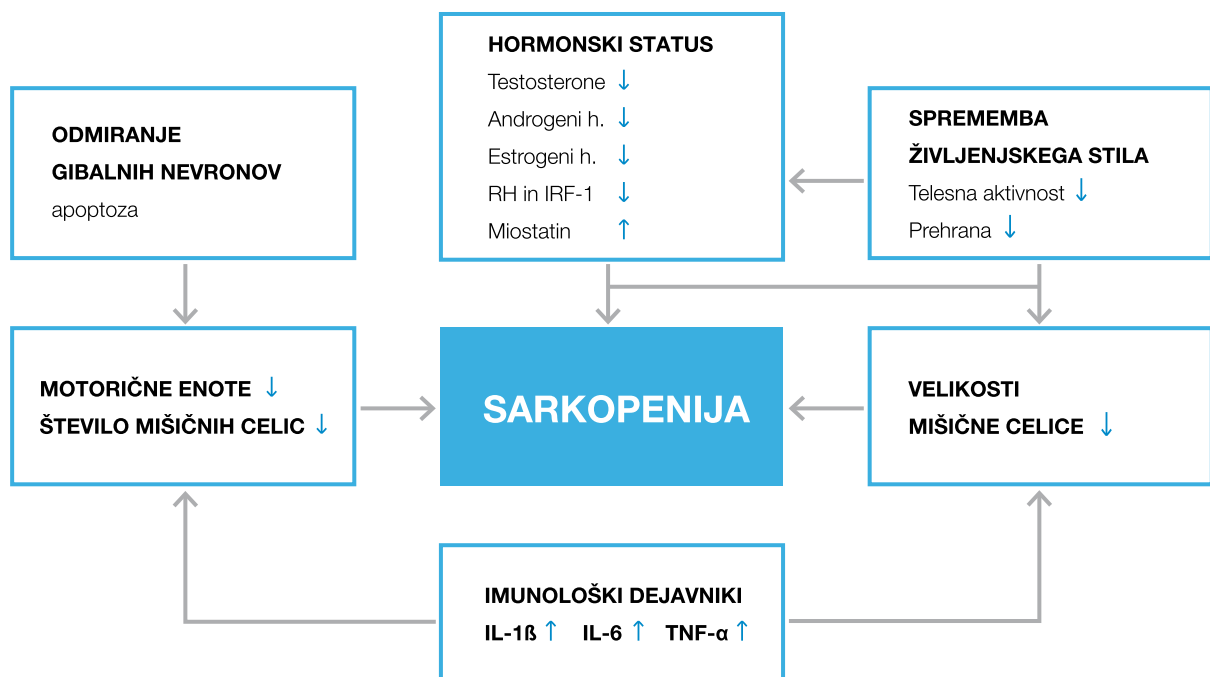 HORMONSKI STATUS
Testosterone ↓
Androgeni h. ↓
Estrogeni h. ↓
RH in IRF-1 ↓
Miostatin ↑
ODMIRANJE
GIBALNIH NEVRONOV
apoptoza
SPREMEMBA
ŽIVLJENJSKEGA STILA
Telesna aktivnost ↓
Prehrana ↓
MOTORIČNE ENOTE ↓
ŠTEVILO MIŠIČNIH CELIC ↓
SARKOPENIJA
VELIKOSTI
MIŠIČNE CELICE ↓
IMUNOLOŠKI DEJAVNIKI
IL-1ß ↑ IL-6 ↑ TNF-α ↑